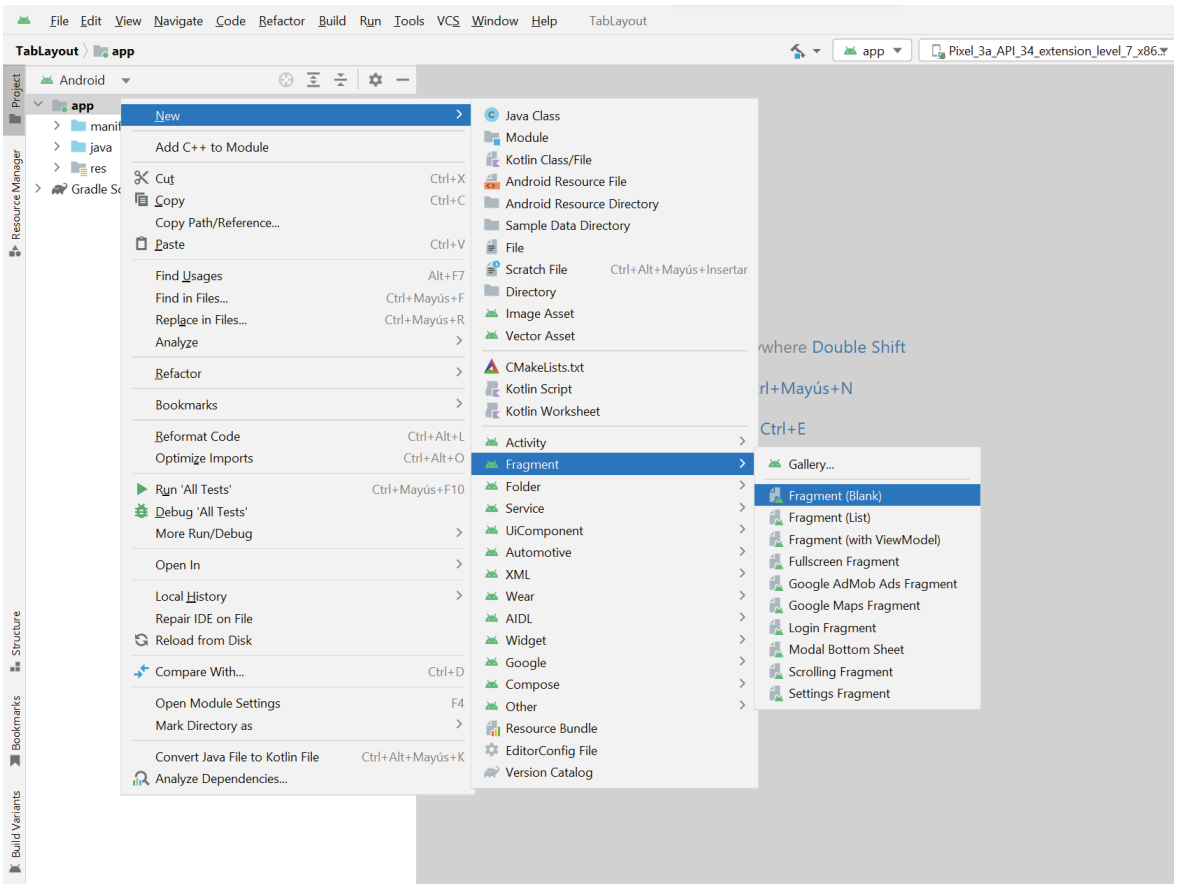 File Edit View Navigate Code Refactor Build Run Tools VCS Window Help TabLayout
TabLayout app
app
Pixel_3a_API_34_extension_level_7_x86...
Project
Resource Manager
Structure
Bookmarks
Build Variants
Android
app
manif
java
res
Gradle Sc
New
Add C++ to Module
Cut Ctrl+X
Copy Ctrl+C
Copy Path/Reference...
Paste Ctrl+V
Find Usages Alt+F7
Find in Files... Ctrl+Mayús+F
Replace in Files... Ctrl+Mayús+R
Analyze
Refactor
Bookmarks
Reformat Code Ctrl+Alt+L
Optimize Imports Ctrl+Alt+O
Run 'All Tests' Ctrl+Mayús+F10
Debug 'All Tests'
More Run/Debug
Open In
Local History
Repair IDE on File
Reload from Disk
Compare With... Ctrl+D
Open Module Settings F4
Mark Directory as
Convert Java File to Kotlin File Ctrl+Alt+Mayús+K
Analyze Dependencies...
Java Class
Module
Kotlin Class/File
Android Resource File
Android Resource Directory
Sample Data Directory
File
Scratch File Ctrl+Alt+Mayús+Insertar
Directory
Image Asset
Vector Asset
CMakeLists.txt
Kotlin Script
Kotlin Worksheet
Activity
Fragment
Folder
Service
UiComponent
Automotive
XML
Wear
AIDL
Widget
Google
Compose
Other
Resource Bundle
EditorConfig File
Version Catalog
ywhere Double Shift
rl+Mayús+N
Ctrl+E
Gallery...
Fragment (Blank)
Fragment (List)
Fragment (with ViewModel)
Fullscreen Fragment
Google AdMob Ads Fragment
Google Maps Fragment
Login Fragment
Modal Bottom Sheet
Scrolling Fragment
Settings Fragment